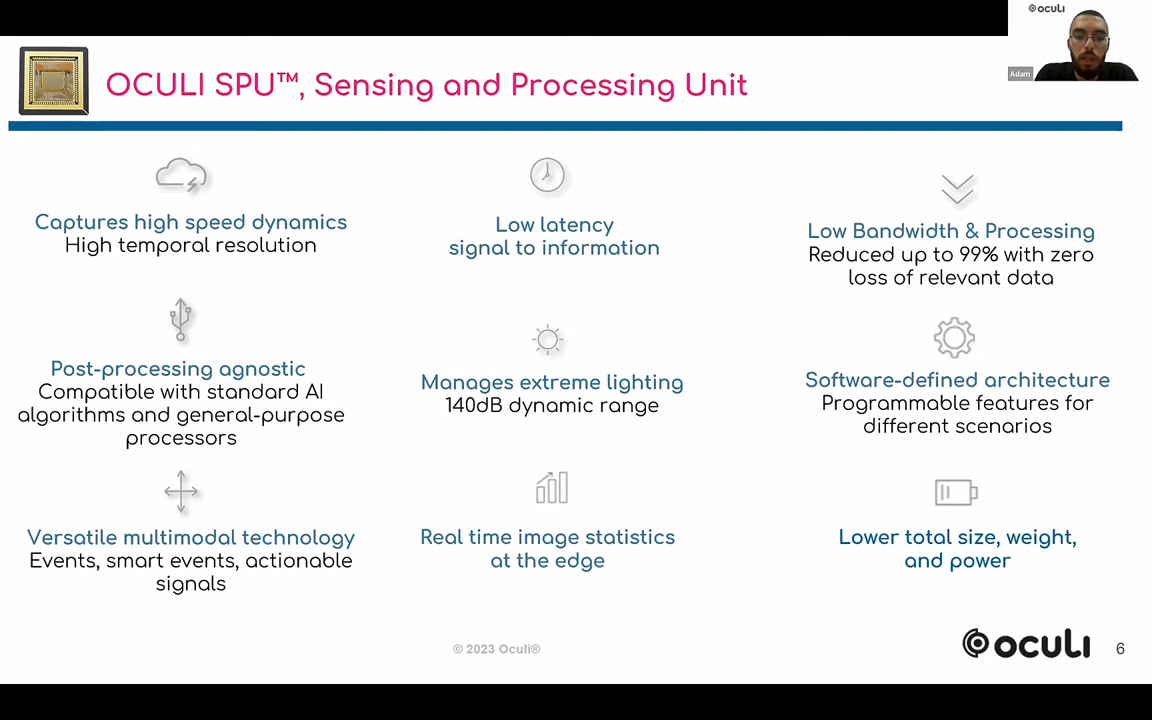 oculi
Adam
OCULI SPU™, Sensing and Processing Unit
Captures high speed dynamics
High temporal resolution
Low latency
signal to information
Low Bandwidth & Processing
Reduced up to 99% with zero
loss of relevant data
Post-processing agnostic
Compatible with standard AI
algorithms and general-purpose
processors
Manages extreme lighting
140dB dynamic range
Software-defined architecture
Programmable features for
different scenarios
Versatile multimodal technology
Events, smart events, actionable
signals
Real time image statistics
at the edge
Lower total size, weight,
and power
© 2023 Oculi®
oculi
6